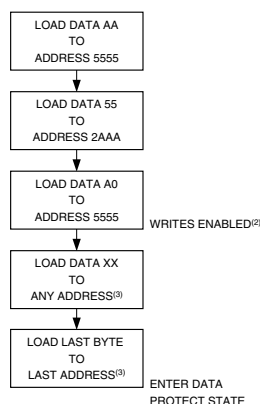 LOAD DATA AA
TO
ADDRESS 5555
LOAD DATA 55
TO
ADDRESS 2AAA
LOAD DATA A0
TO
ADDRESS 5555
WRITES ENABLED(2)
LOAD DATA XX
TO
ANY ADDRESS(3)
LOAD LAST BYTE
TO
LAST ADDRESS(3)
ENTER DATA
PROTECT STATE